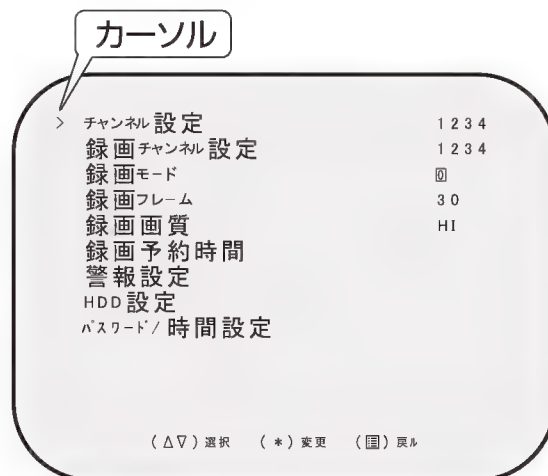 カーソル
> チャンネル設定 1234
録画チャンネル設定 1234
録画モード 0
録画フレーム 30
録画画質 HI
録画予約時間
警報設定
HDD設定
パスワード/時間設定
(△▽)選択 (*)変更 (▤)戻ル